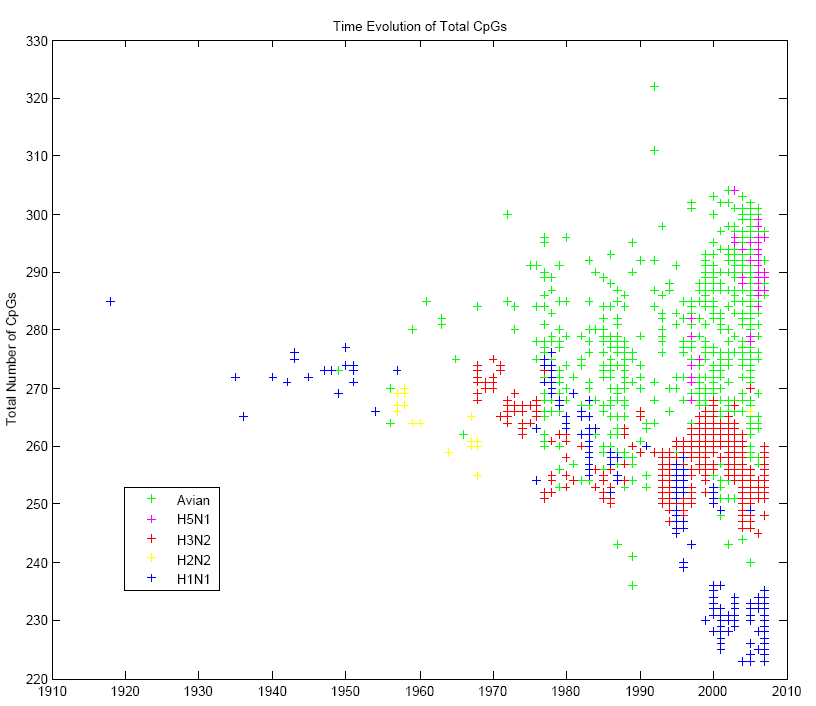 Time Evolution of Total CpGs
330
320
310
300
290
280
270
260
250
240
230
220
Total Number of CpGs
Avian
H5N1
H3N2
H2N2
H1N1
1910 1920 1930 1940 1950 1960 1970 1980 1990 2000 2010